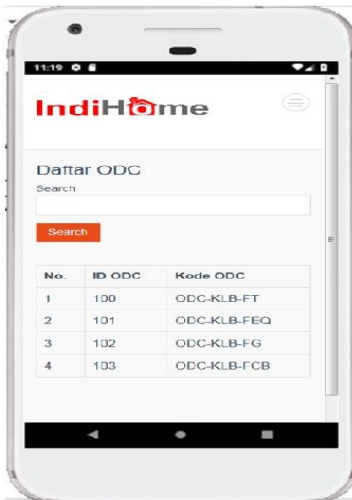 11:19
IndiHome
Daftar ODC
Search
Search
No. ID ODC Kode ODC
1 100 ODC-KLB-FT
2 101 ODC-KLB-FEQ
3 102 ODC-KLB-FG
4 103 ODC-KLB-FCB